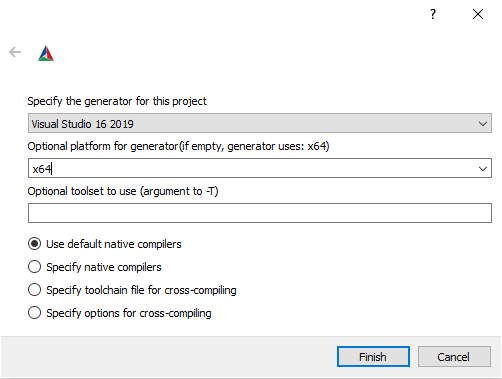 ?
Specify the generator for this project
Visual Studio 16 2019
Optional platform for generator(if empty, generator uses: x64)
x64
Optional toolset to use (argument to -T)
Use default native compilers
Specify native compilers
Specify toolchain file for cross-compiling
Specify options for cross-compiling
Finish Cancel